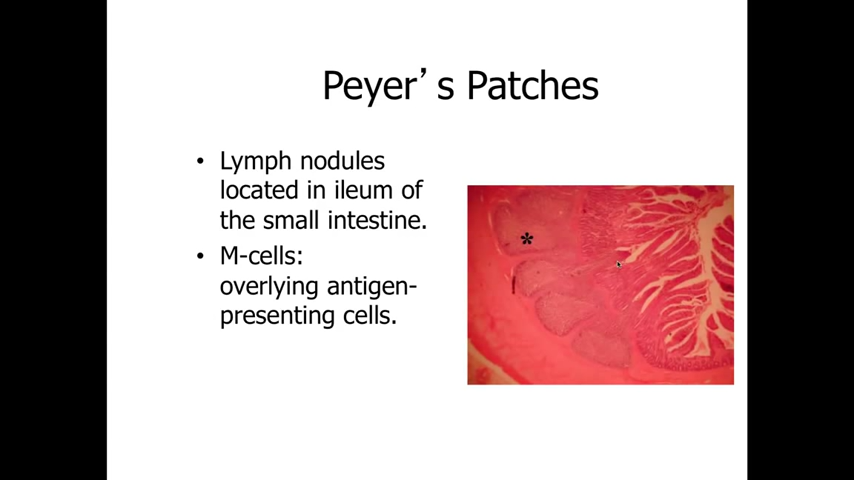 Peyer’s Patches
• Lymph nodules
located in ileum of
the small intestine.
• M-cells:
overlying antigen-
presenting cells.
*